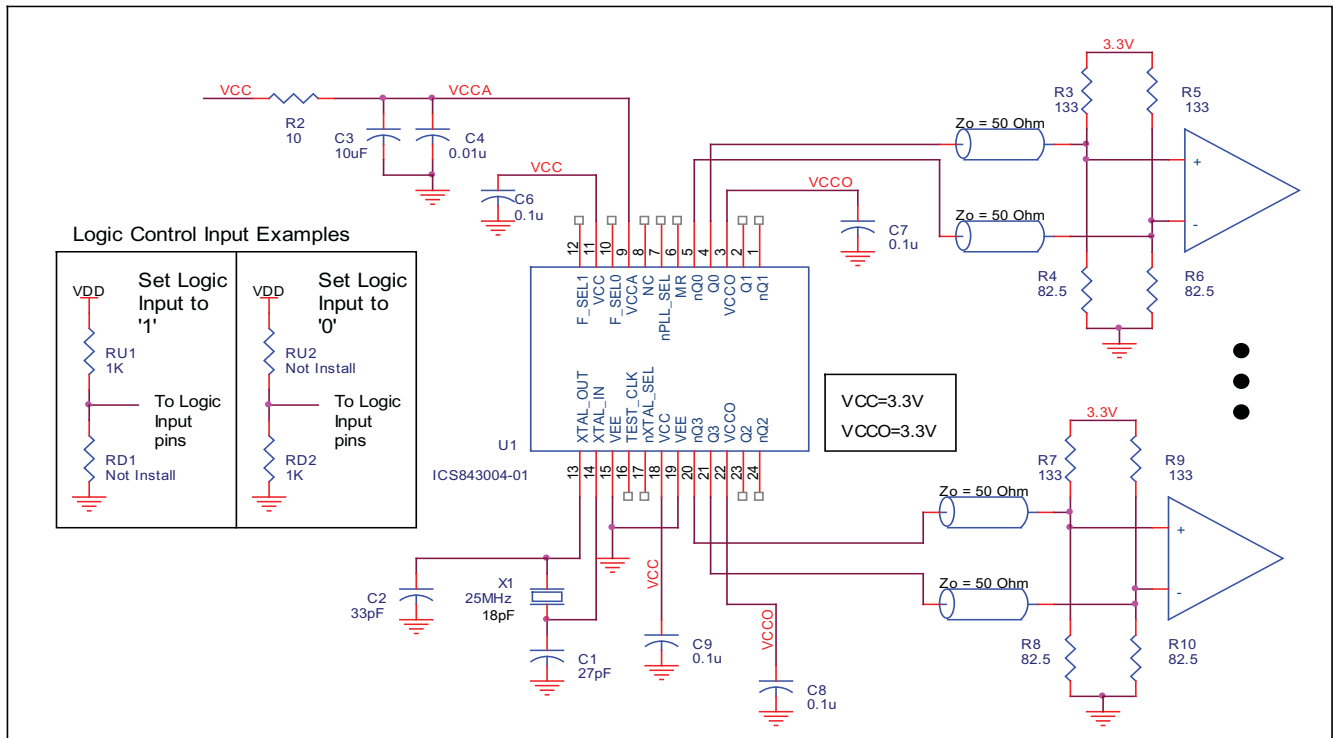 VCC
R2
10
VCCA
C3
10uF
C4
0.01u
VCC
C6
0.1u
VCCO
C7
0.1u
Zo = 50 Ohm
Zo = 50 Ohm
3.3V
R3
133
R5
133
+
-
R4
82.5
R6
82.5
Logic Control Input Examples
Set Logic
Input to
'1'
VDD
RU1
1K
To Logic
Input
pins
RD1
Not Install
Set Logic
Input to
'0'
VDD
RU2
Not Install
To Logic
Input
pins
RD2
1K
12
11
10
9
8
7
6
5
4
3
2
1
F_SEL1
VCC
F_SEL0
VCCA
NC
nPLL_SEL
MR
nQ0
Q0
VCCO
Q1
nQ1
XTAL_OUT
XTAL_IN
VEE
TEST_CLK
nXTAL_SEL
VCC
VEE
nQ3
Q3
VCCO
Q2
nQ2
U1
ICS843004-01
13
14
15
16
17
18
19
20
21
22
23
24
VCC=3.3V
VCCO=3.3V
C2
33pF
X1
25MHz
18pF
C1
27pF
VCC
C9
0.1u
VCCO
C8
0.1u
Zo = 50 Ohm
Zo = 50 Ohm
3.3V
R7
133
R9
133
+
-
R8
82.5
R10
82.5